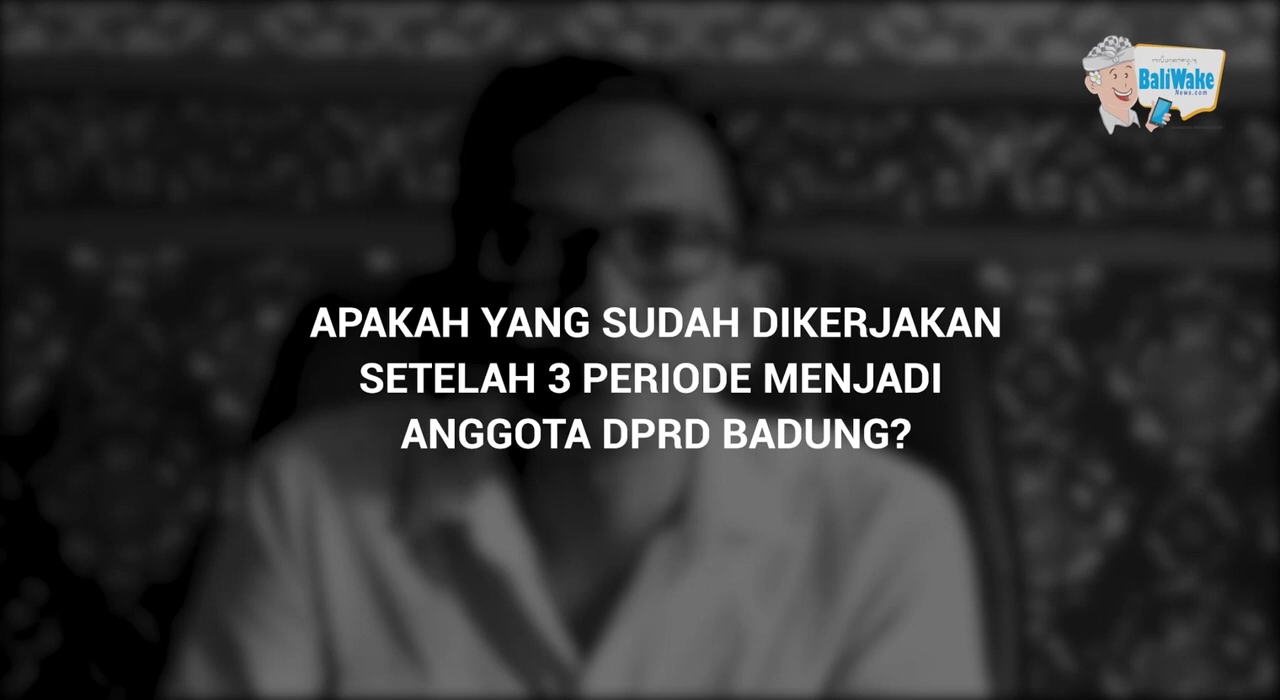 BaliWake
News.com
APAKAH YANG SUDAH DIKERJAKAN
SETELAH 3 PERIODE MENJADI
ANGGOTA DPRD BADUNG?